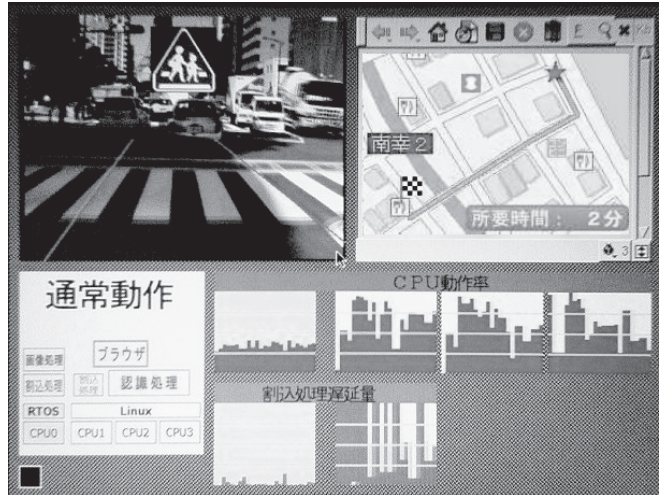 南幸2
所要時間： 2分
通常動作
CPU動作率
画像処理
ブラウザ
割込処理
割込
処理
認識処理
RTOS
Linux
CPU0
CPU1
CPU2
CPU3
割込処理遅延量
3